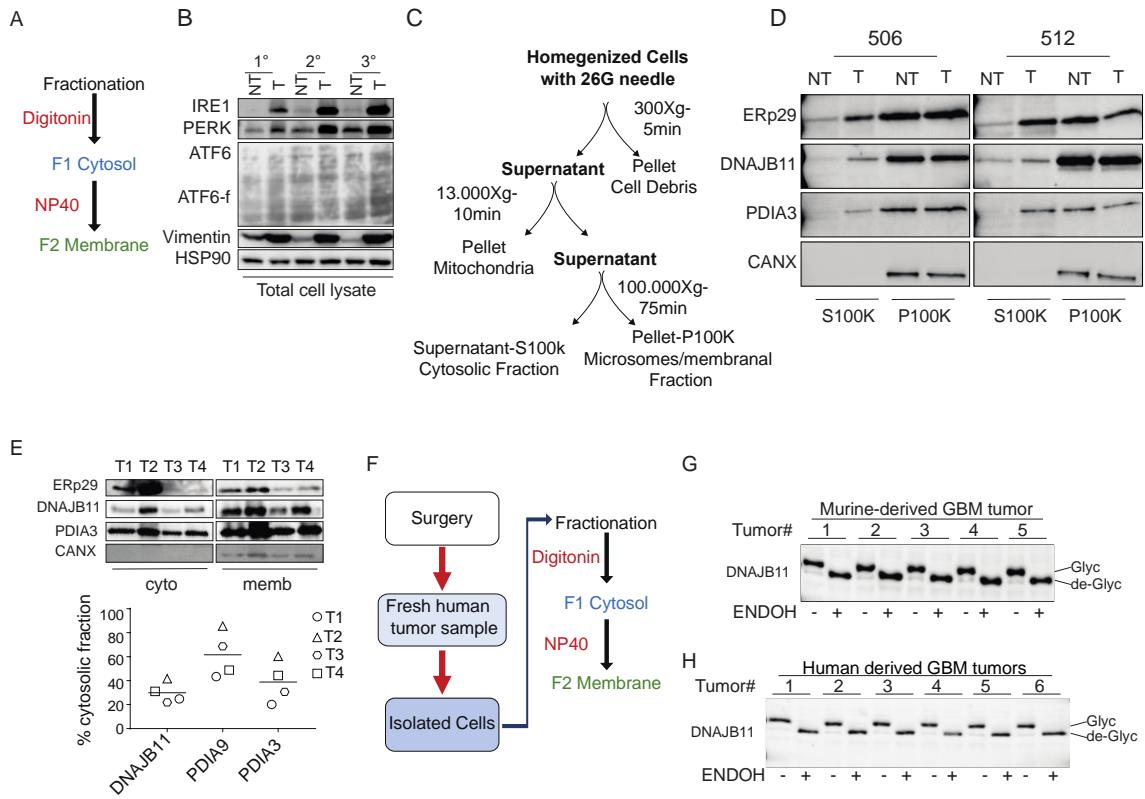 A
Fractionation
Digitonin
F1 Cytosol
NP40
F2 Membrane
B
1° 2° 3°
NT T NT T NT T
IRE1
PERK
ATF6
ATF6-f
Vimentin
HSP90
Total cell lysate
C
Homegenized Cells
with 26G needle
300Xg-
5min
Supernatant
Pellet
Cell Debris
13.000Xg-
10min
Pellet
Mitochondria
Supernatant
100.000Xg-
75min
Supernatant-S100k
Cytosolic Fraction
Pellet-P100K
Microsomes/membranal
Fraction
D
506 512
NT T NT T NT T NT T
ERp29
DNAJB11
PDIA3
CANX
S100K P100K S100K P100K
E
T1 T2 T3 T4 T1 T2 T3 T4
ERp29
DNAJB11
PDIA3
CANX
cyto memb
% cytosolic fraction
100
80
60
40
20
0
T1
T2
T3
T4
DNAJB11 PDIA9 PDIA3
F
Surgery
Fresh human
tumor sample
Isolated Cells
Fractionation
Digitonin
F1 Cytosol
NP40
F2 Membrane
G
Murine-derived GBM tumor
Tumor# 1 2 3 4 5
DNAJB11
Glyc
de-Glyc
ENDOH - + - + - + - + - +
H
Human derived GBM tumors
Tumor# 1 2 3 4 5 6
DNAJB11
Glyc
de-Glyc
ENDOH - + - + - + - + - + - +